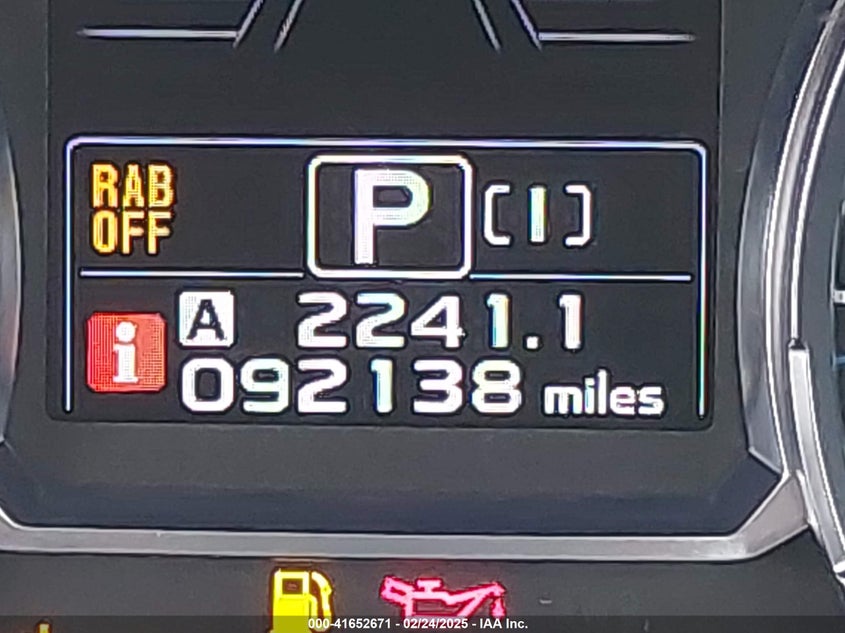 RAB
OFF
P [I]
i
A 2241.1
092138 miles
000-41652671 - 02/24/2025 - IAA Inc.